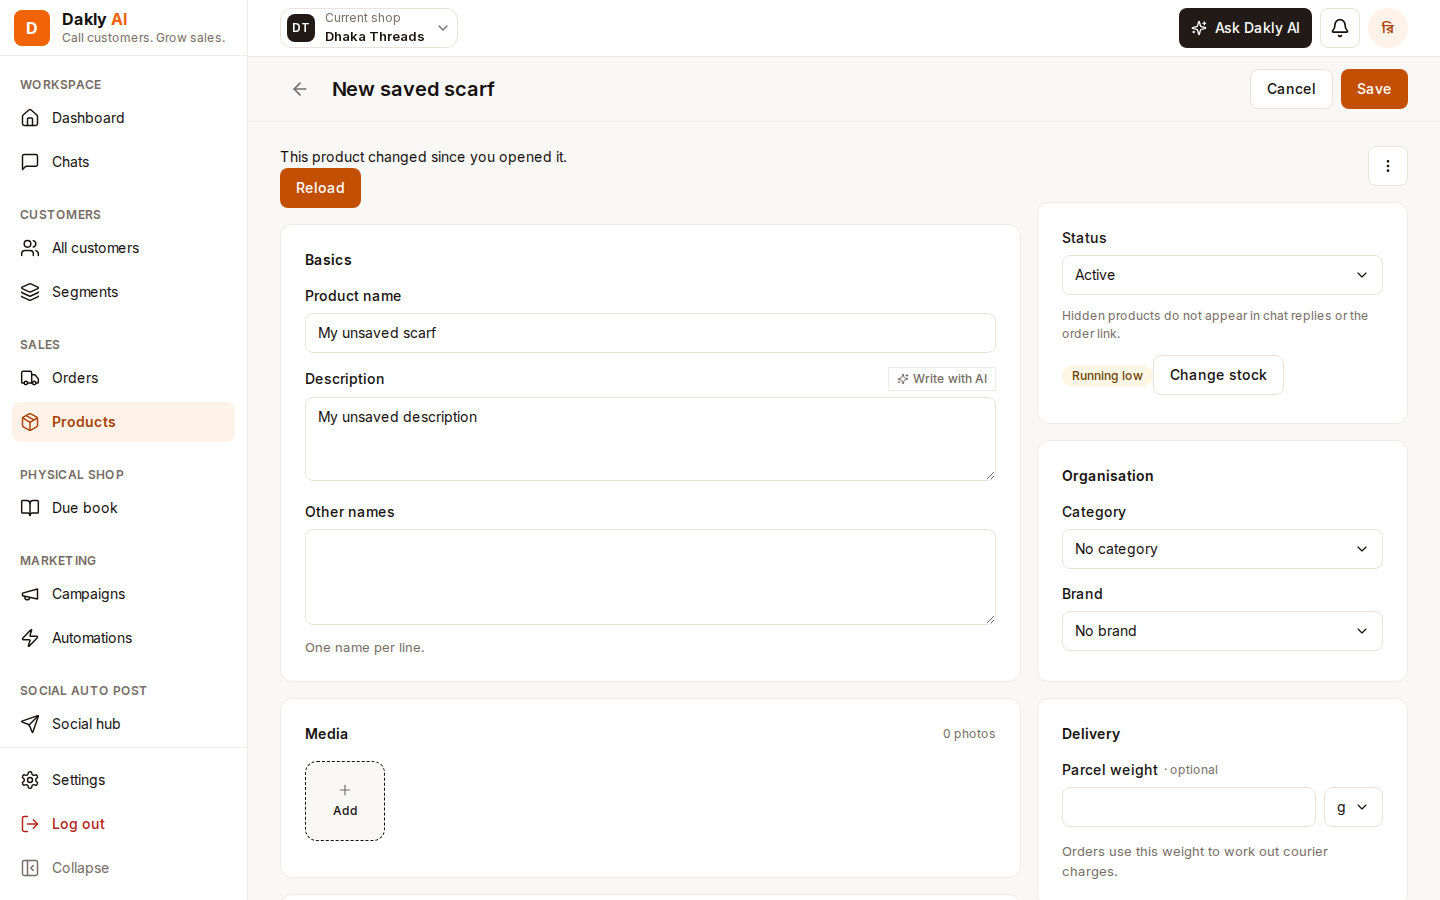 D
Dakly AI
Call customers. Grow sales.
WORKSPACE
Dashboard
Chats
CUSTOMERS
All customers
Segments
SALES
Orders
Products
PHYSICAL SHOP
Due book
MARKETING
Campaigns
Automations
SOCIAL AUTO POST
Social hub
Settings
Log out
Collapse
DT
Current shop
Dhaka Threads
Ask Dakly AI
রি
New saved scarf
Cancel
Save
This product changed since you opened it.
Reload
Basics
Product name
My unsaved scarf
Description
Write with AI
My unsaved description
Other names
One name per line.
Media
0 photos
Add
Status
Active
Hidden products do not appear in chat replies or the
order link.
Running low
Change stock
Organisation
Category
No category
Brand
No brand
Delivery
Parcel weight · optional
g
Orders use this weight to work out courier
charges.